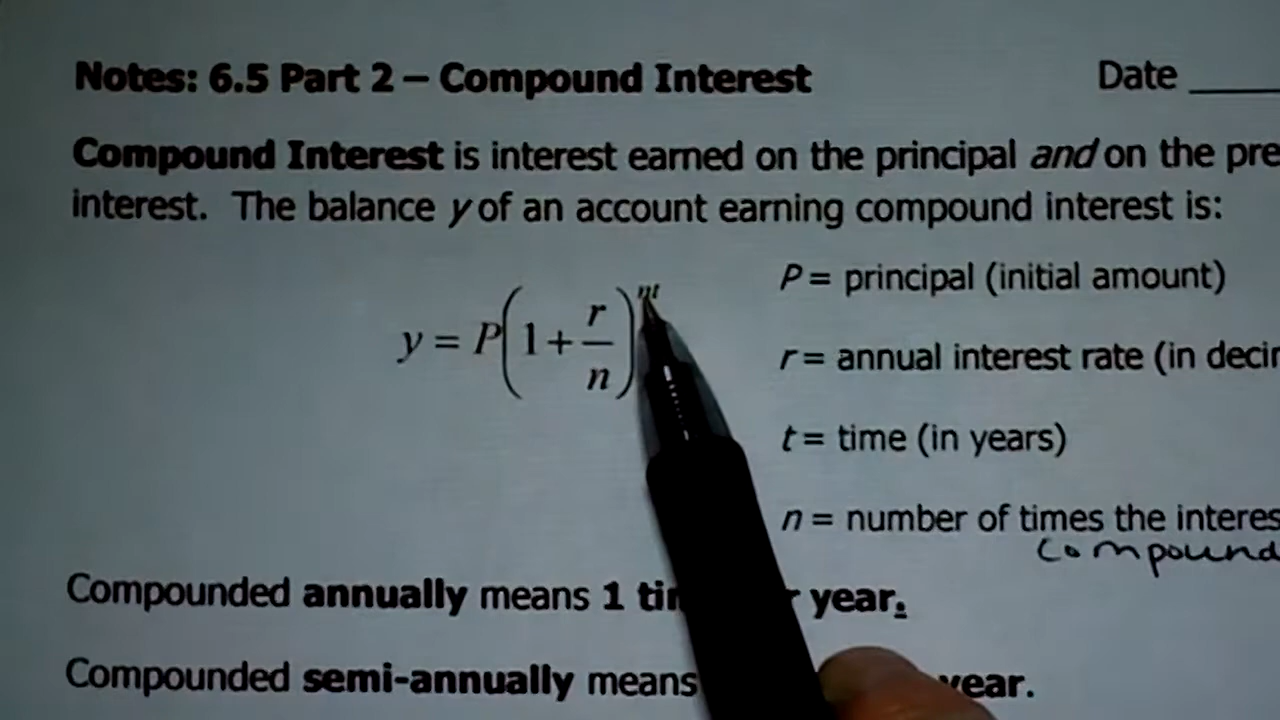 Notes: 6.5 Part 2 – Compound Interest Date ____
Compound Interest is interest earned on the principal and on the pre
interest. The balance y of an account earning compound interest is:
y = P(1 + r/n)^nt
P = principal (initial amount)
r = annual interest rate (in decim
t = time (in years)
n = number of times the interes
compound
Compounded annually means 1 year.
Compounded semi-annually means year.